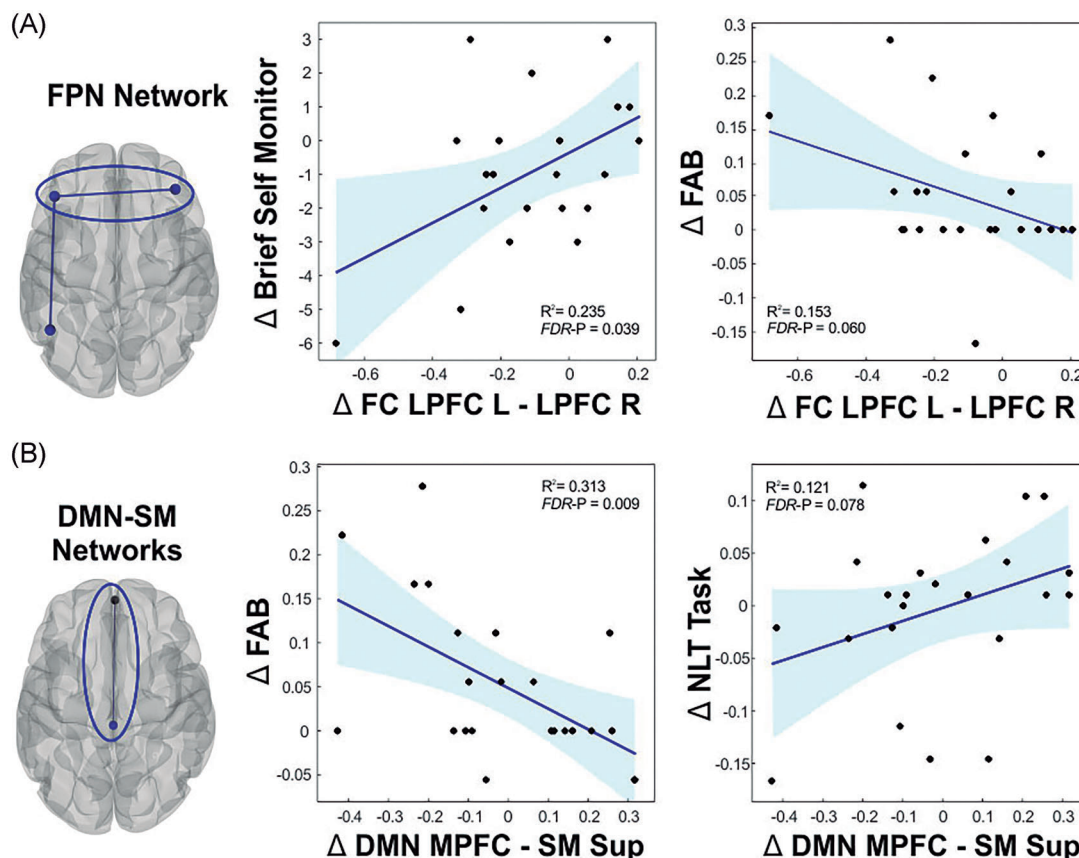 (A)
FPN Network
Δ Brief Self Monitor
3
2
1
0
-1
-2
-3
-4
-5
-6
R²= 0.235
FDR-P = 0.039
-0.6
-0.4
-0.2
0
0.2
Δ FC LPFC L - LPFC R
Δ FAB
0.3
0.25
0.2
0.15
0.1
0.05
0
-0.05
-0.1
-0.15
R²= 0.153
FDR-P = 0.060
-0.6
-0.4
-0.2
0
0.2
Δ FC LPFC L - LPFC R
(B)
DMN-SM
Networks
Δ FAB
0.3
0.25
0.2
0.15
0.1
0.05
0
-0.05
R²= 0.313
FDR-P = 0.009
-0.4
-0.3
-0.2
-0.1
0
0.1
0.2
0.3
Δ DMN MPFC - SM Sup
Δ NLT Task
0.1
0.05
0
-0.05
-0.1
-0.15
R²= 0.121
FDR-P = 0.078
-0.4
-0.3
-0.2
-0.1
0
0.1
0.2
0.3
Δ DMN MPFC - SM Sup